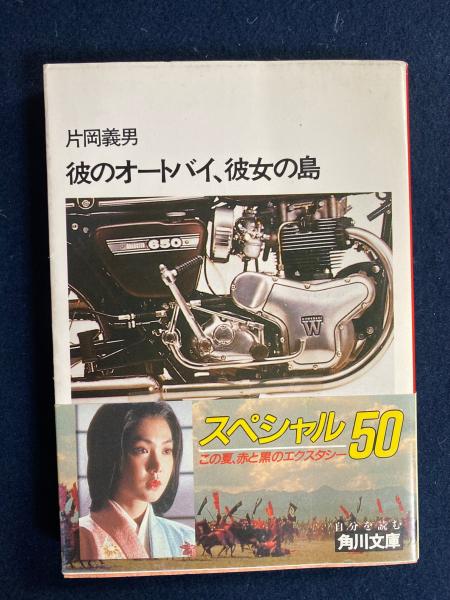 片岡義男
彼のオートバイ、彼女の島
650
W
スペシャル50
この夏、赤と黒のエクスタシー
自分を読む
角川文庫